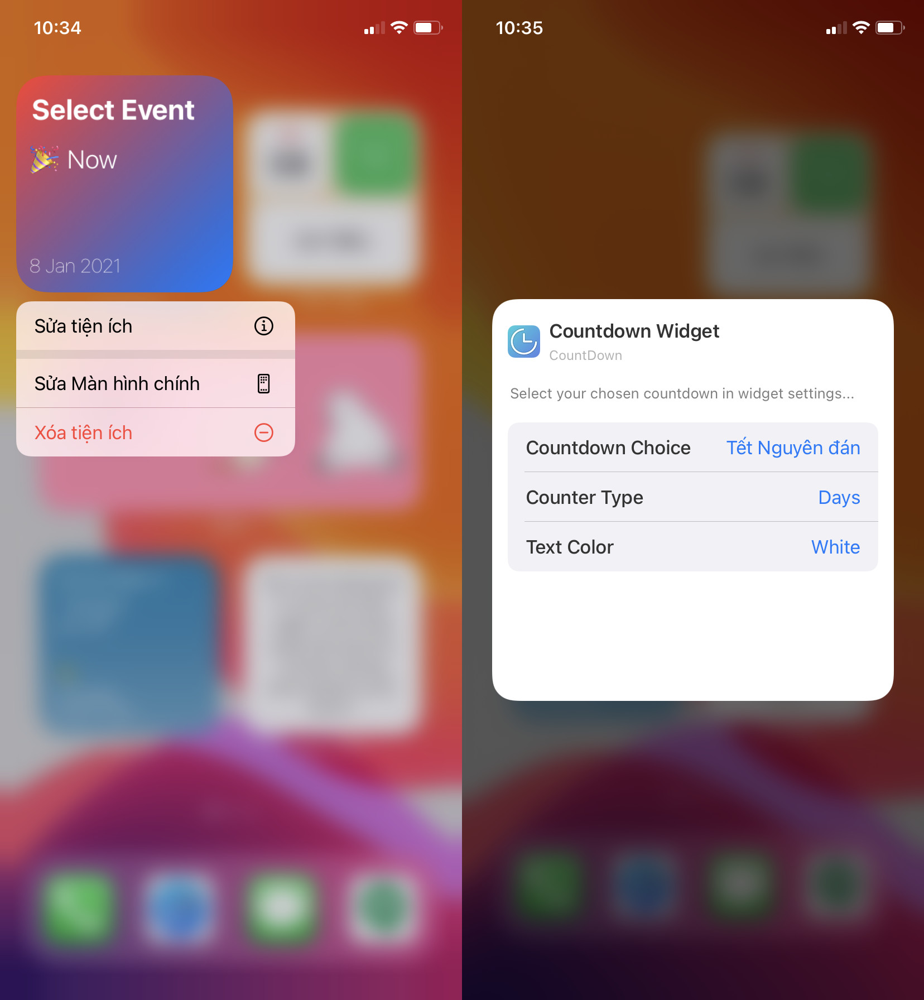 10:34
Select Event
🎉 Now
8 Jan 2021
Sửa tiện ích
Sửa Màn hình chính
Xóa tiện ích
10:35
Countdown Widget
CountDown
Select your chosen countdown in widget settings...
Countdown Choice Tết Nguyên đán
Counter Type Days
Text Color White